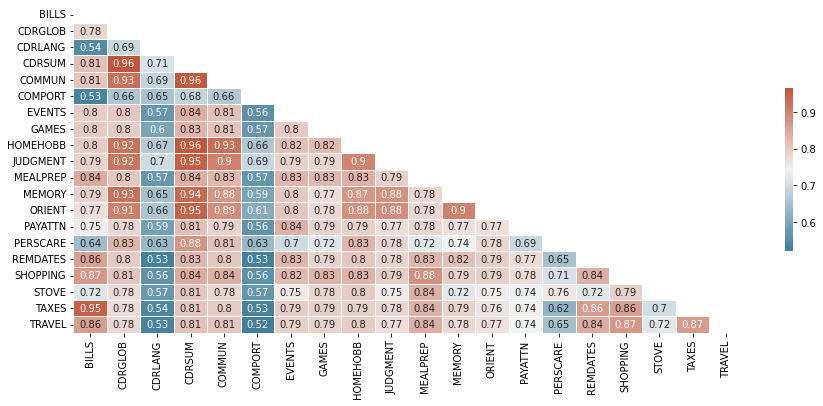 BILLS
CDRGLOB 0.78
CDRLANG 0.54 0.69
CDRSUM 0.81 0.96 0.71
COMMUN 0.81 0.93 0.69 0.96
COMPORT 0.53 0.66 0.65 0.68 0.66
EVENTS 0.8 0.8 0.57 0.84 0.81 0.56
GAMES 0.8 0.8 0.6 0.83 0.81 0.57 0.8
HOMEHOBB 0.8 0.92 0.67 0.96 0.93 0.66 0.82 0.82
JUDGMENT 0.79 0.92 0.7 0.95 0.9 0.69 0.79 0.79 0.9
MEALPREP 0.84 0.8 0.57 0.84 0.83 0.57 0.83 0.83 0.83 0.79
MEMORY 0.79 0.93 0.65 0.94 0.88 0.59 0.8 0.77 0.87 0.88 0.78
ORIENT 0.77 0.91 0.66 0.95 0.89 0.61 0.8 0.78 0.88 0.88 0.78 0.9
PAYATTN 0.75 0.78 0.59 0.81 0.79 0.56 0.84 0.79 0.79 0.77 0.78 0.77 0.77
PERSCARE 0.64 0.83 0.63 0.88 0.81 0.63 0.7 0.72 0.83 0.78 0.72 0.74 0.78 0.69
REMDATES 0.86 0.8 0.53 0.83 0.8 0.53 0.83 0.79 0.8 0.78 0.83 0.82 0.79 0.77 0.65
SHOPPING 0.87 0.81 0.56 0.84 0.84 0.56 0.82 0.83 0.83 0.79 0.88 0.79 0.79 0.78 0.71 0.84
STOVE 0.72 0.78 0.57 0.81 0.78 0.57 0.75 0.78 0.8 0.75 0.84 0.72 0.75 0.74 0.76 0.72 0.79
TAXES 0.95 0.78 0.54 0.81 0.8 0.53 0.79 0.79 0.79 0.78 0.84 0.79 0.76 0.74 0.62 0.86 0.86 0.7
TRAVEL 0.86 0.78 0.53 0.81 0.81 0.52 0.79 0.79 0.8 0.77 0.84 0.78 0.77 0.74 0.65 0.84 0.87 0.72 0.87
BILLS CDRGLOB CDRLANG CDRSUM COMMUN COMPORT EVENTS GAMES HOMEHOBB JUDGMENT MEALPREP MEMORY ORIENT PAYATTN PERSCARE REMDATES SHOPPING STOVE TAXES TRAVEL
0.9
0.8
0.7
0.6